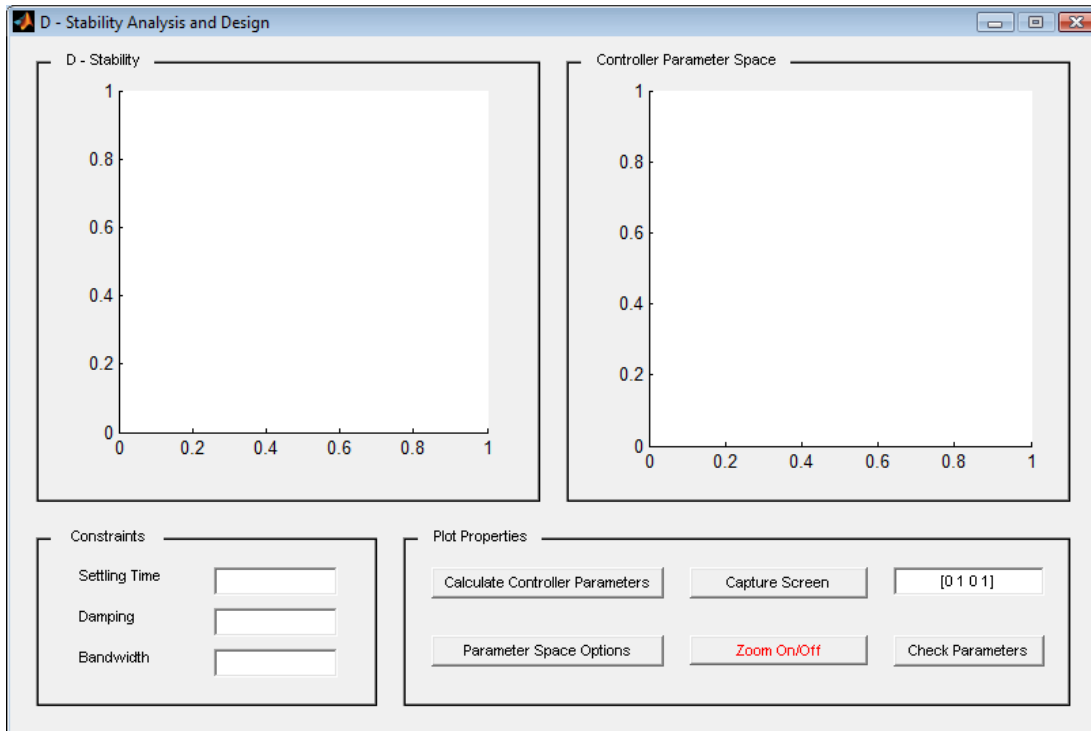 D - Stability Analysis and Design
D - Stability
1
0.8
0.6
0.4
0.2
0
0 0.2 0.4 0.6 0.8 1
Controller Parameter Space
1
0.8
0.6
0.4
0.2
0
0 0.2 0.4 0.6 0.8 1
Constraints
Settling Time
Damping
Bandwidth
Plot Properties
Calculate Controller Parameters Capture Screen [0 1 0 1]
Parameter Space Options Zoom On/Off Check Parameters